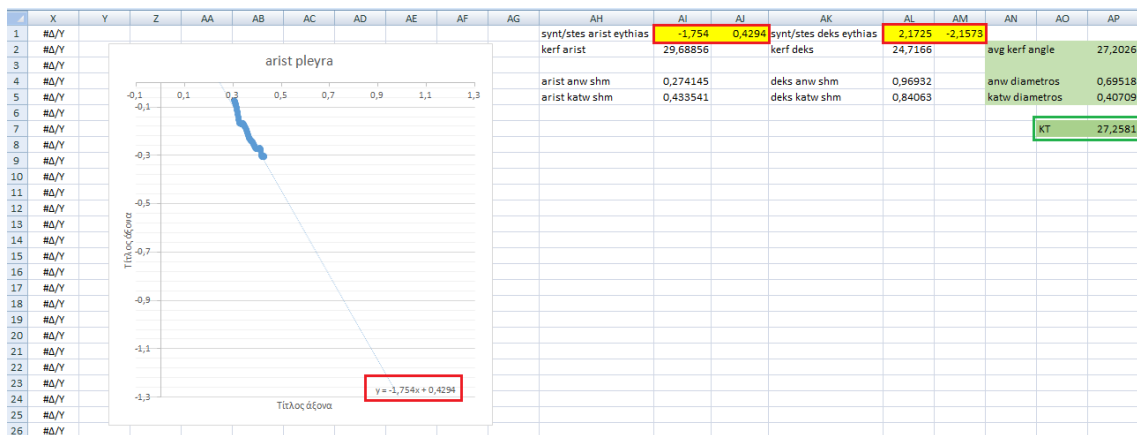 X Y Z AA AB AC AD AE AF AG AH AI AJ AK AL AM AN AO AP
1 #Δ/Υ synt/stes arist eythias -1,754 0,4294 synt/stes deks eythias 2,1725 -2,1573
2 #Δ/Υ kerf arist 29,68856 kerf deks 24,7166 avg kerf angle 27,2026
3 #Δ/Υ
4 #Δ/Υ arist anw shm 0,274145 deks anw shm 0,96932 anw diametros 0,69518
5 #Δ/Υ arist katw shm 0,433541 deks katw shm 0,84063 katw diametros 0,40709
6 #Δ/Υ
7 #Δ/Υ KT 27,2581
8 #Δ/Υ
9 #Δ/Υ
10 #Δ/Υ
11 #Δ/Υ
12 #Δ/Υ
13 #Δ/Υ
14 #Δ/Υ
15 #Δ/Υ
16 #Δ/Υ
17 #Δ/Υ
18 #Δ/Υ
19 #Δ/Υ
20 #Δ/Υ
21 #Δ/Υ
22 #Δ/Υ
23 #Δ/Υ
24 #Δ/Υ
25 #Δ/Υ
26 #Δ/Υ
arist pleyra
-0,1 0,1 0,3 0,5 0,7 0,9 1,1 1,3
-0,1
-0,3
-0,5
-0,7
-0,9
-1,1
-1,3
Τίτλος άξονα
y = -1,754x + 0,4294
Τίτλος άξονα